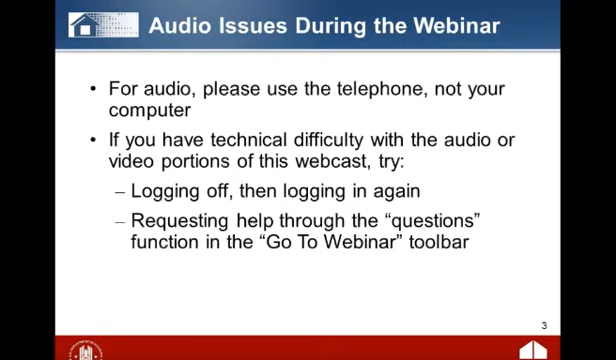 Audio Issues During the Webinar
• For audio, please use the telephone, not your
computer
• If you have technical difficulty with the audio or
video portions of this webcast, try:
– Logging off, then logging in again
– Requesting help through the “questions”
function in the “Go To Webinar” toolbar
3